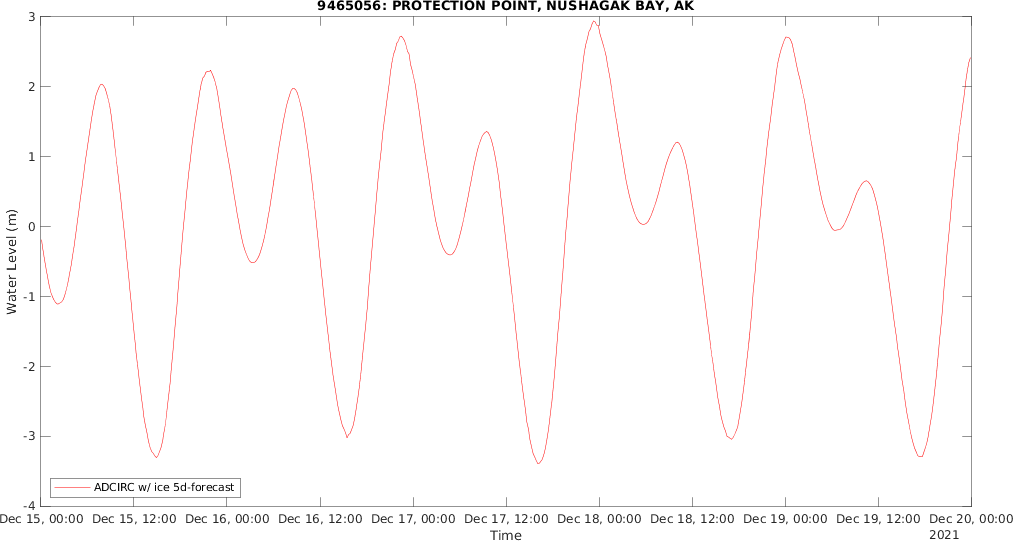 9465056: PROTECTION POINT, NUSHAGAK BAY, AK
3
2
1
0
-1
-2
-3
-4
Water Level (m)
ADCIRC w/ ice 5d-forecast
Dec 15, 00:00 Dec 15, 12:00 Dec 16, 00:00 Dec 16, 12:00 Dec 17, 00:00 Dec 17, 12:00 Dec 18, 00:00 Dec 18, 12:00 Dec 19, 00:00 Dec 19, 12:00 Dec 20, 00:00
Time
2021